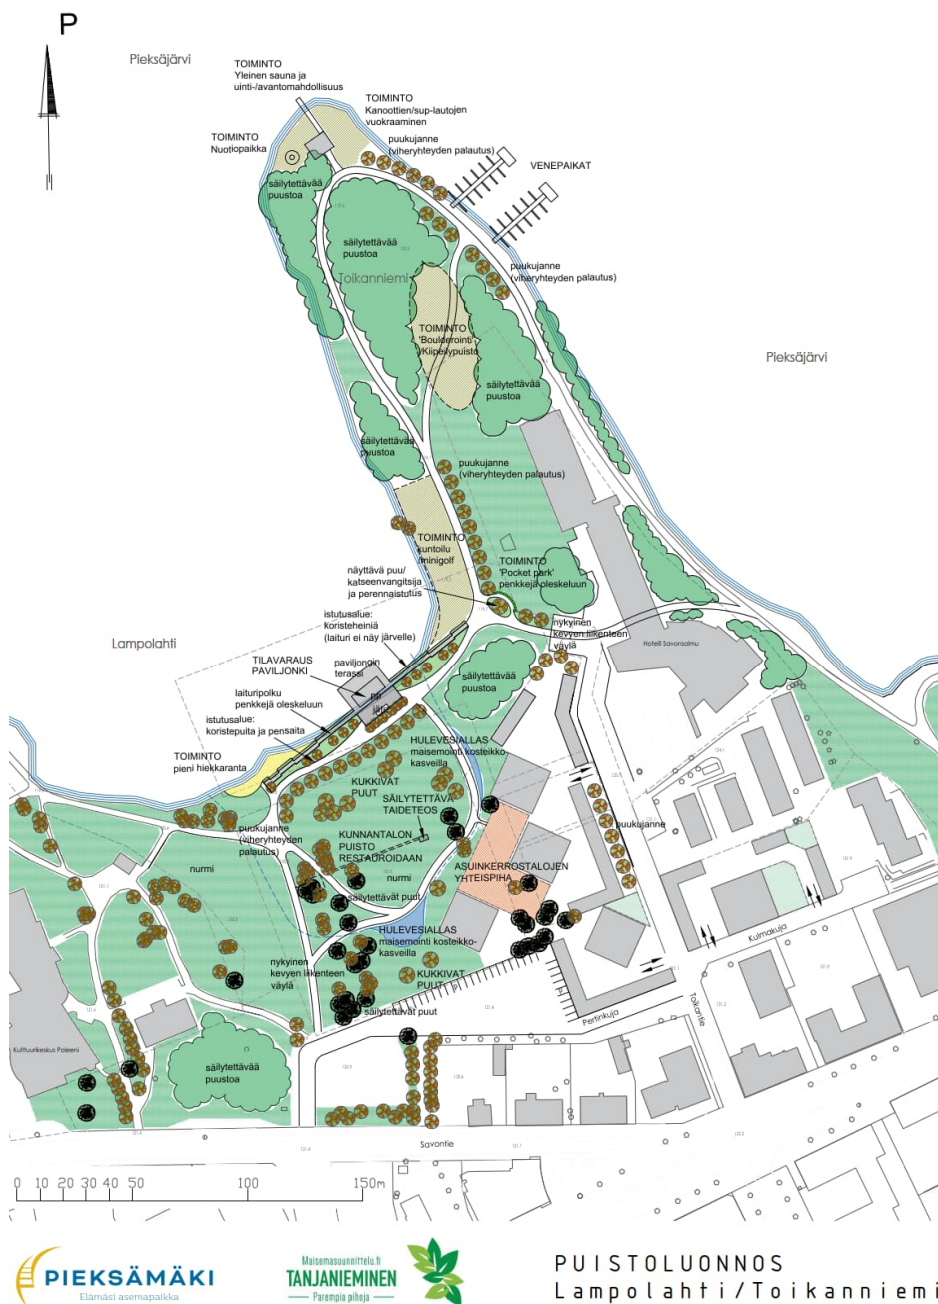 P
Pieksäjärvi
TOIMINTO
Yleinen sauna ja
uinti-/avantomahdollisuus
TOIMINTO
Kanoottien/sup-lautojen
vuokraaminen
TOIMINTO
Nuotiopaikka
puukujanne
(viheryhteyden palautus)
VENEPAIKAT
säilytettävää
puustoa
säilytettävää
puustoa
Toikanniemi
puukujanne
(viheryhteyden palautus)
TOIMINTO
'Boulderointi'
/Kiipeilypuisto
Pieksäjärvi
säilytettävää
puustoa
säilytettävää
puustoa
puukujanne
(viheryhteyden palautus)
TOIMINTO
kuntoilu
/minigolf
TOIMINTO
'Pocket park'
penkkejä oleskeluun
näyttävä puu/
katseenvangitsija
ja perennaistutus
istutusalue:
koristeheiniä
(laituri ei näy järvelle)
nykyinen
kevyen liikenteen
väylä
Lampolahti
Hotelli Savonsolmu
TILAVARAUS
PAVILJONKI
paviljongin
terassi
säilytettävää
puustoa
laituripolku
penkkejä oleskeluun
istutusalue:
koristepuita ja pensaita
TOIMINTO
pieni hiekkaranta
HULEVESIALLAS
maisemointi kosteikko-
kasveilla
KUKKIVAT
PUUT
SÄILYTETTÄVÄ
TAIDETEOS
puukujanne
(viheryhteyden
palautus)
KUNNANTALON
PUISTO
RESTAUROIDAAN
puukujanne
nurmi
nurmi
ASUINKERROSTALOJEN
YHTEISPIHA
säilytettävät puut
HULEVESIALLAS
maisemointi kosteikko-
kasveilla
Kulmakuja
nykyinen
kevyen liikenteen
väylä
KUKKIVAT
PUUT
säilytettävät puut
Pertinkuja
Toikantie
Kulttuurikeskus Poleeni
säilytettävää
puustoa
Savontie
0 10 20 30 40 50 100 150m
PIEKSÄMÄKI
Elämäsi asemapaikka
Maisemasuunnittelu.fi
TANJANIEMINEN
Parempia pihoja
PUISTOLUONNOS
Lampolahti/Toikanniemi